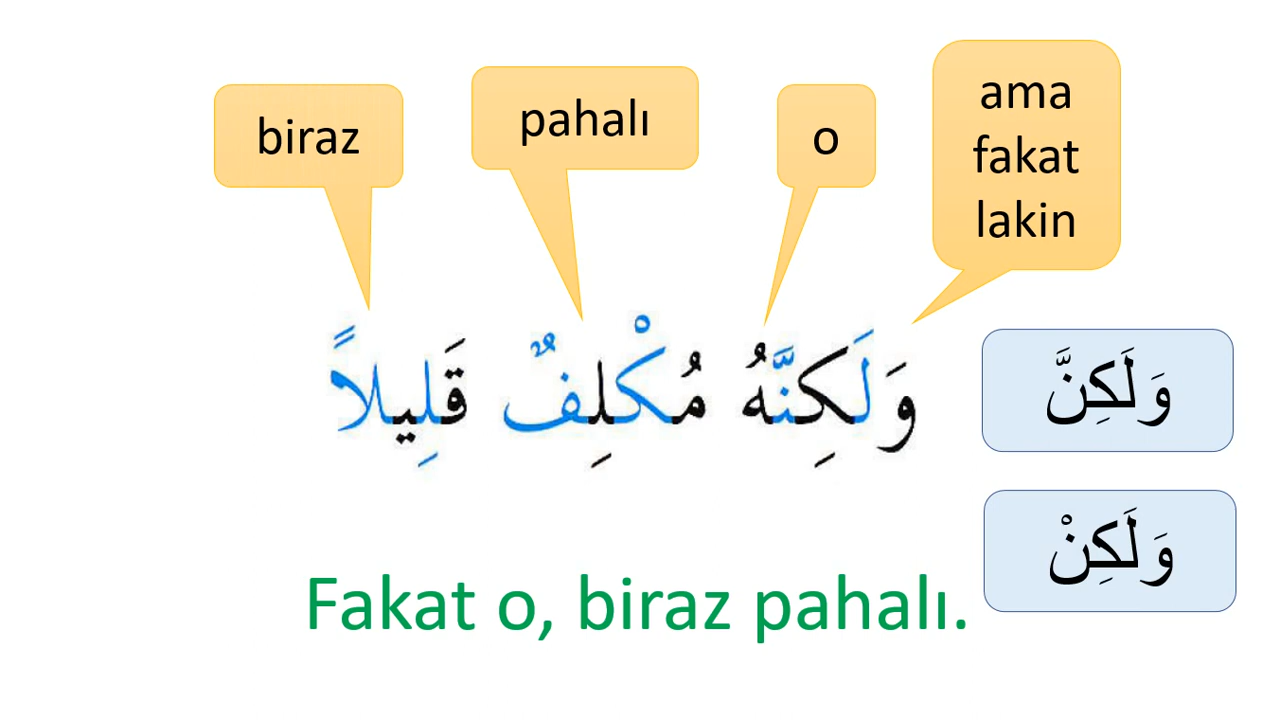 biraz
pahalı
o
ama
fakat
lakin
وَلَكِنَّهُ مُكْلِفٌ قَلِيلاً
وَلَكِنَّ
وَلَكِنْ
Fakat o, biraz pahalı.